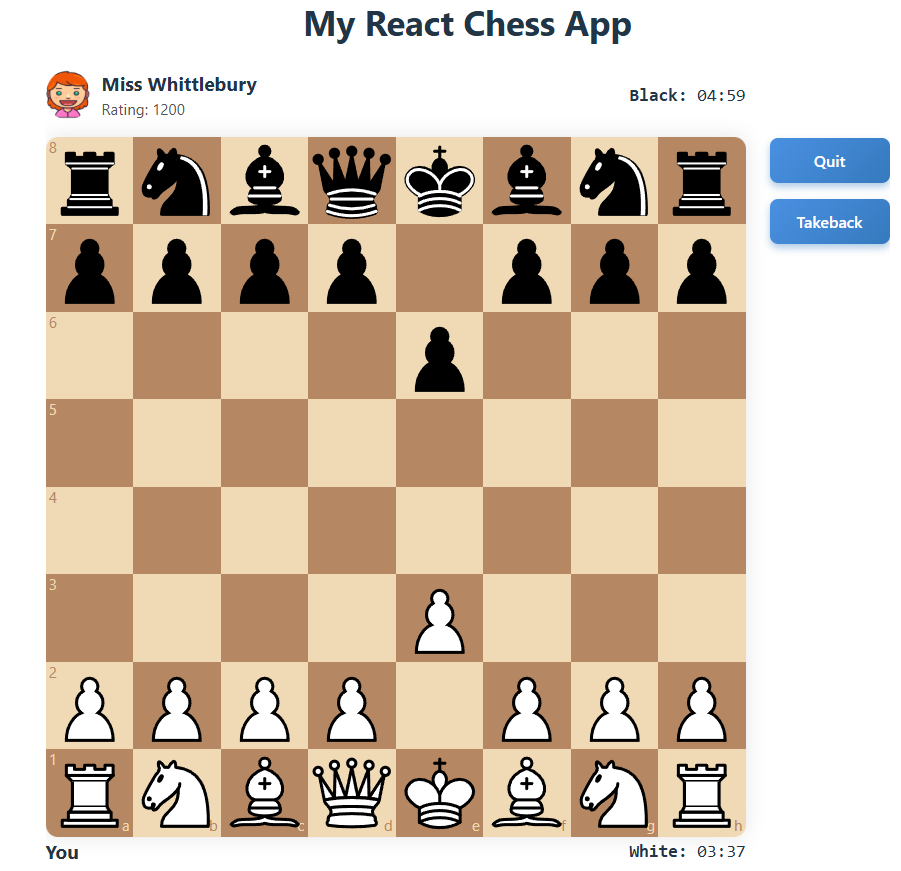 My React Chess App
Miss Whittlebury
Rating: 1200
Black: 04:59
Quit
Takeback
8
7
6
5
4
3
2
1
a b c d e f g h
You
White: 03:37